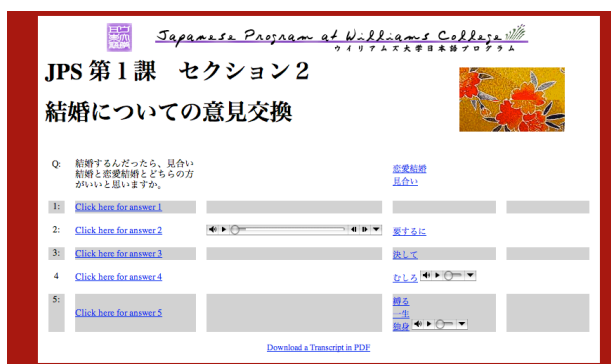 Japanese Program at Williams College
ウイリアムズ大学日本語プログラム
JPS 第1課 セクション2
結婚についての意見交換
Q: 結婚するんだったら、見合い
結婚と恋愛結婚とどちらの方
がいいと思いますか。
恋愛結婚
見合い
1: Click here for answer 1
2: Click here for answer 2 要するに
3: Click here for answer 3 決して
4 Click here for answer 4 むしろ
5: Click here for answer 5
縛る
一生
独身
Download a Transcript in PDF